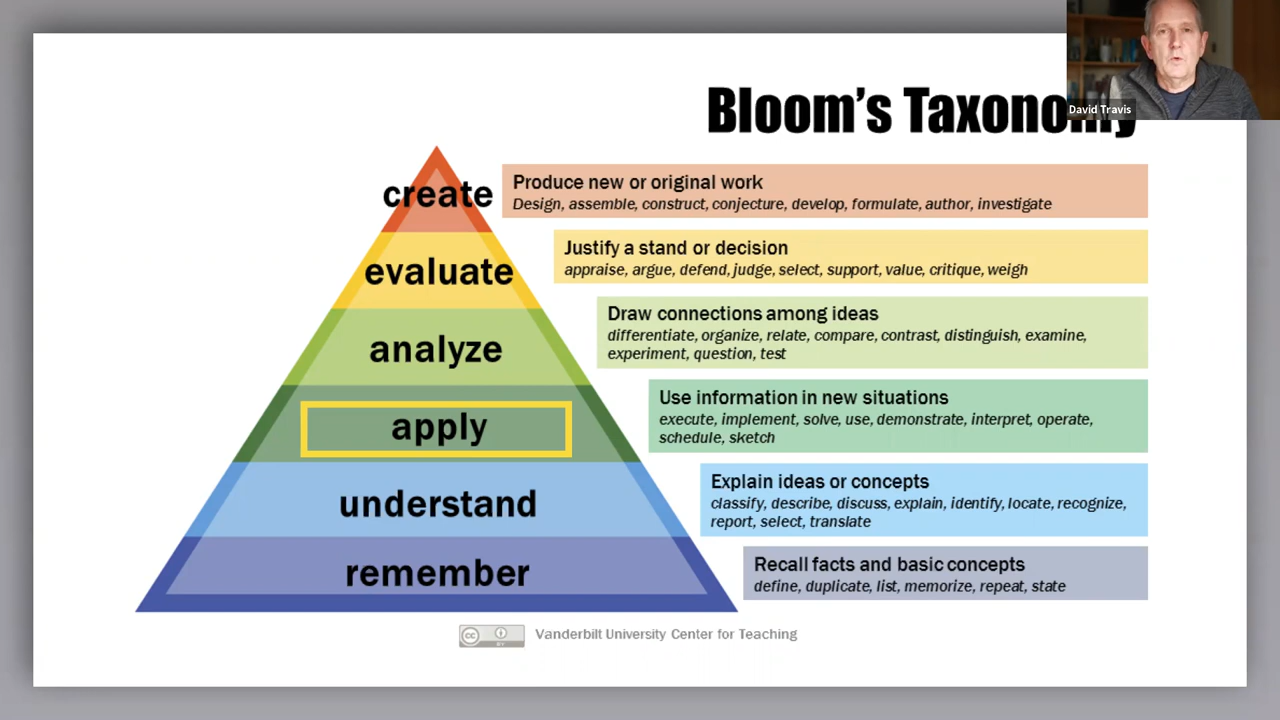 David Travis
Bloom's Taxonomy
create
Produce new or original work
Design, assemble, construct, conjecture, develop, formulate, author, investigate
evaluate
Justify a stand or decision
appraise, argue, defend, judge, select, support, value, critique, weigh
analyze
Draw connections among ideas
differentiate, organize, relate, compare, contrast, distinguish, examine,
experiment, question, test
apply
Use information in new situations
execute, implement, solve, use, demonstrate, interpret, operate,
schedule, sketch
understand
Explain ideas or concepts
classify, describe, discuss, explain, identify, locate, recognize,
report, select, translate
remember
Recall facts and basic concepts
define, duplicate, list, memorize, repeat, state
cc
BY
Vanderbilt University Center for Teaching